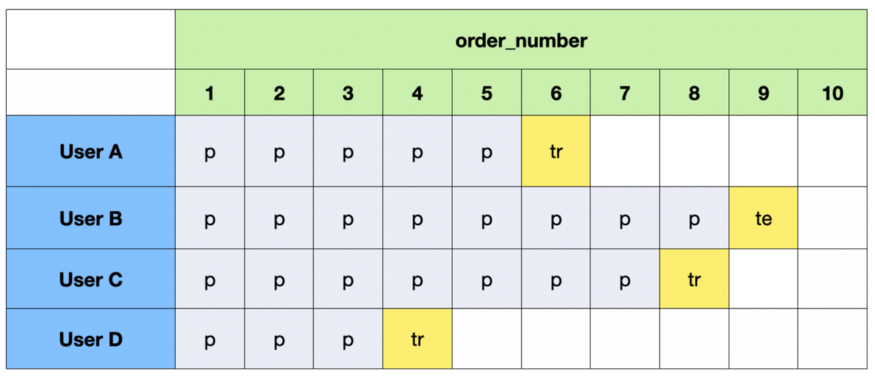 order_number
1 2 3 4 5 6 7 8 9 10
User A p p p p p tr
User B p p p p p p p p te
User C p p p p p p p tr
User D p p p tr